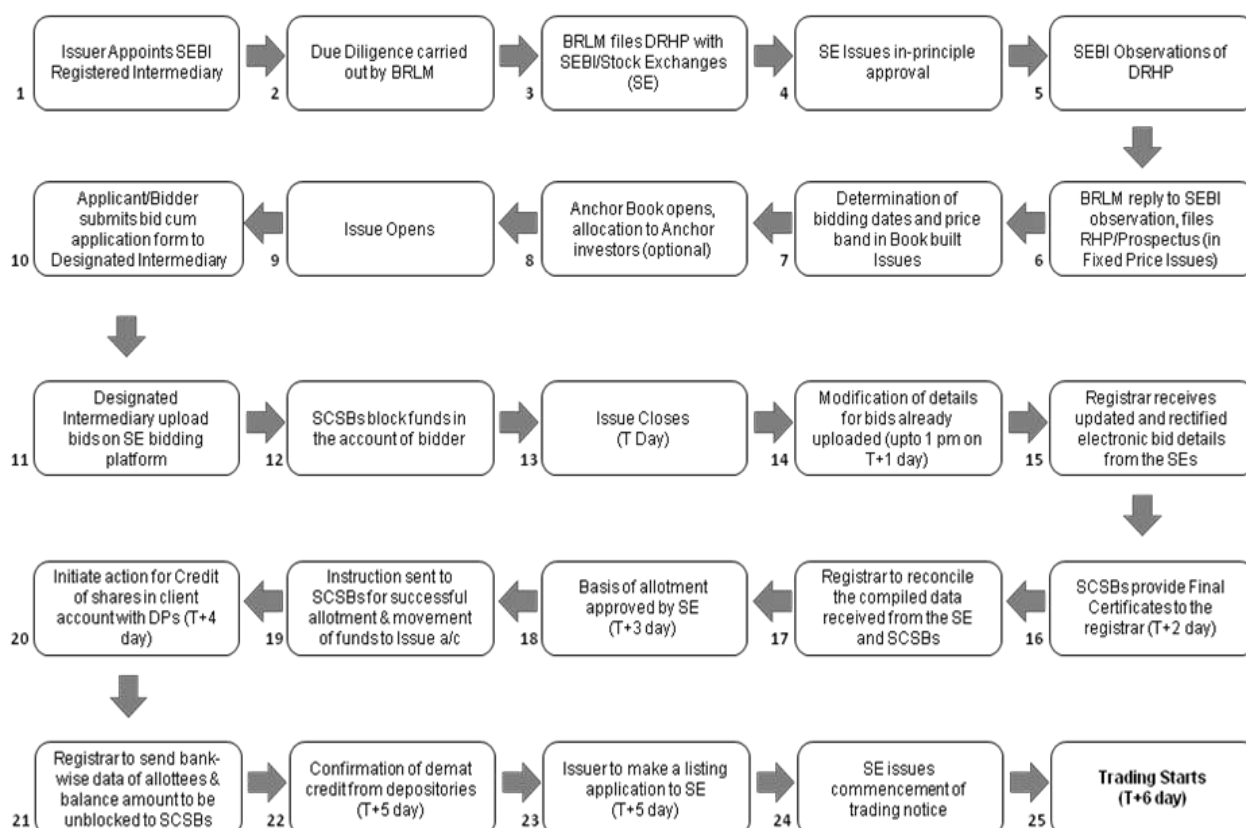 Issuer Appoints SEBI
Registered Intermediary
1
Due Diligence carried
out by BRLM
2
BRLM files DRHP with
SEBI/Stock Exchanges
(SE)
3
SE Issues in-principle
approval
4
SEBI Observations of
DRHP
5
BRLM reply to SEBI
observation, files
RHP/Prospectus (in
Fixed Price Issues)
6
Determination of
bidding dates and price
band in Book built
Issues
7
Anchor Book opens,
allocation to Anchor
investors (optional)
8
Issue Opens
9
Applicant/Bidder
submits bid cum
application form to
Designated Intermediary
10
Designated
Intermediary upload
bids on SE bidding
platform
11
SCSBs block funds in
the account of bidder
12
Issue Closes
(T Day)
13
Modification of details
for bids already
uploaded (upto 1 pm on
T+1 day)
14
Registrar receives
updated and rectified
electronic bid details
from the SEs
15
SCSBs provide Final
Certificates to the
registrar (T+2 day)
16
Registrar to reconcile
the compiled data
received from the SE
and SCSBs
17
Basis of allotment
approved by SE
(T+3 day)
18
Instruction sent to
SCSBs for successful
allotment & movement
of funds to Issue a/c
19
Initiate action for Credit
of shares in client
account with DPs (T+4
day)
20
Registrar to send bank-
wise data of allottees &
balance amount to be
unblocked to SCSBs
21
Confirmation of demat
credit from depositories
(T+5 day)
22
Issuer to make a listing
application to SE
(T+5 day)
23
SE issues
commencement of
trading notice
24
Trading Starts
(T+6 day)
25